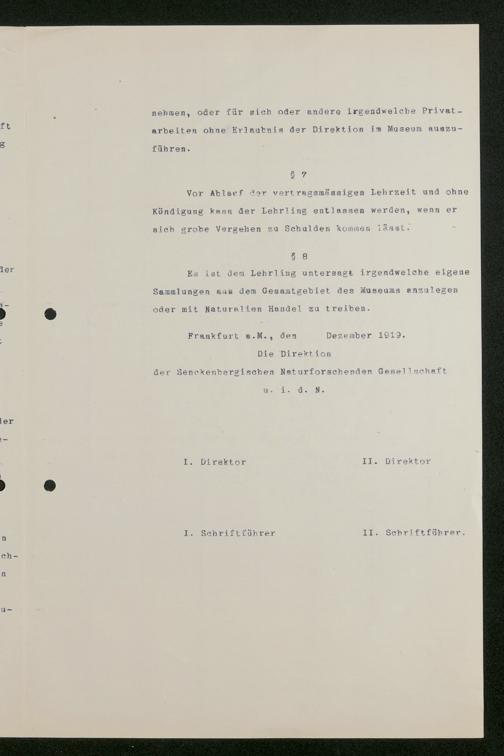 nehmen, oder für sich oder andere irgendwelche Privat-
arbeiten ohne Erlaubnis der Direktion im Museum auszu-
führen.
§ 7
Vor Ablauf der vertragsmässigen Lehrzeit und ohne
Kündigung kann der Lehrling entlassen werden, wenn er
sich grobe Vergehen zu Schulden kommen lässt.
§ 8
Es ist dem Lehrling untersagt irgendwelche eigene
Sammlungen aus dem Gesamtgebiet des Museums anzulegen
oder mit Naturalien Handel zu treiben.
Frankfurt a.M., den Dezember 1919.
Die Direktion
der Senckenbergischen Naturforschenden Gesellschaft
u. i. d. N.
I. Direktor II. Direktor
I. Schriftführer II. Schriftführer.